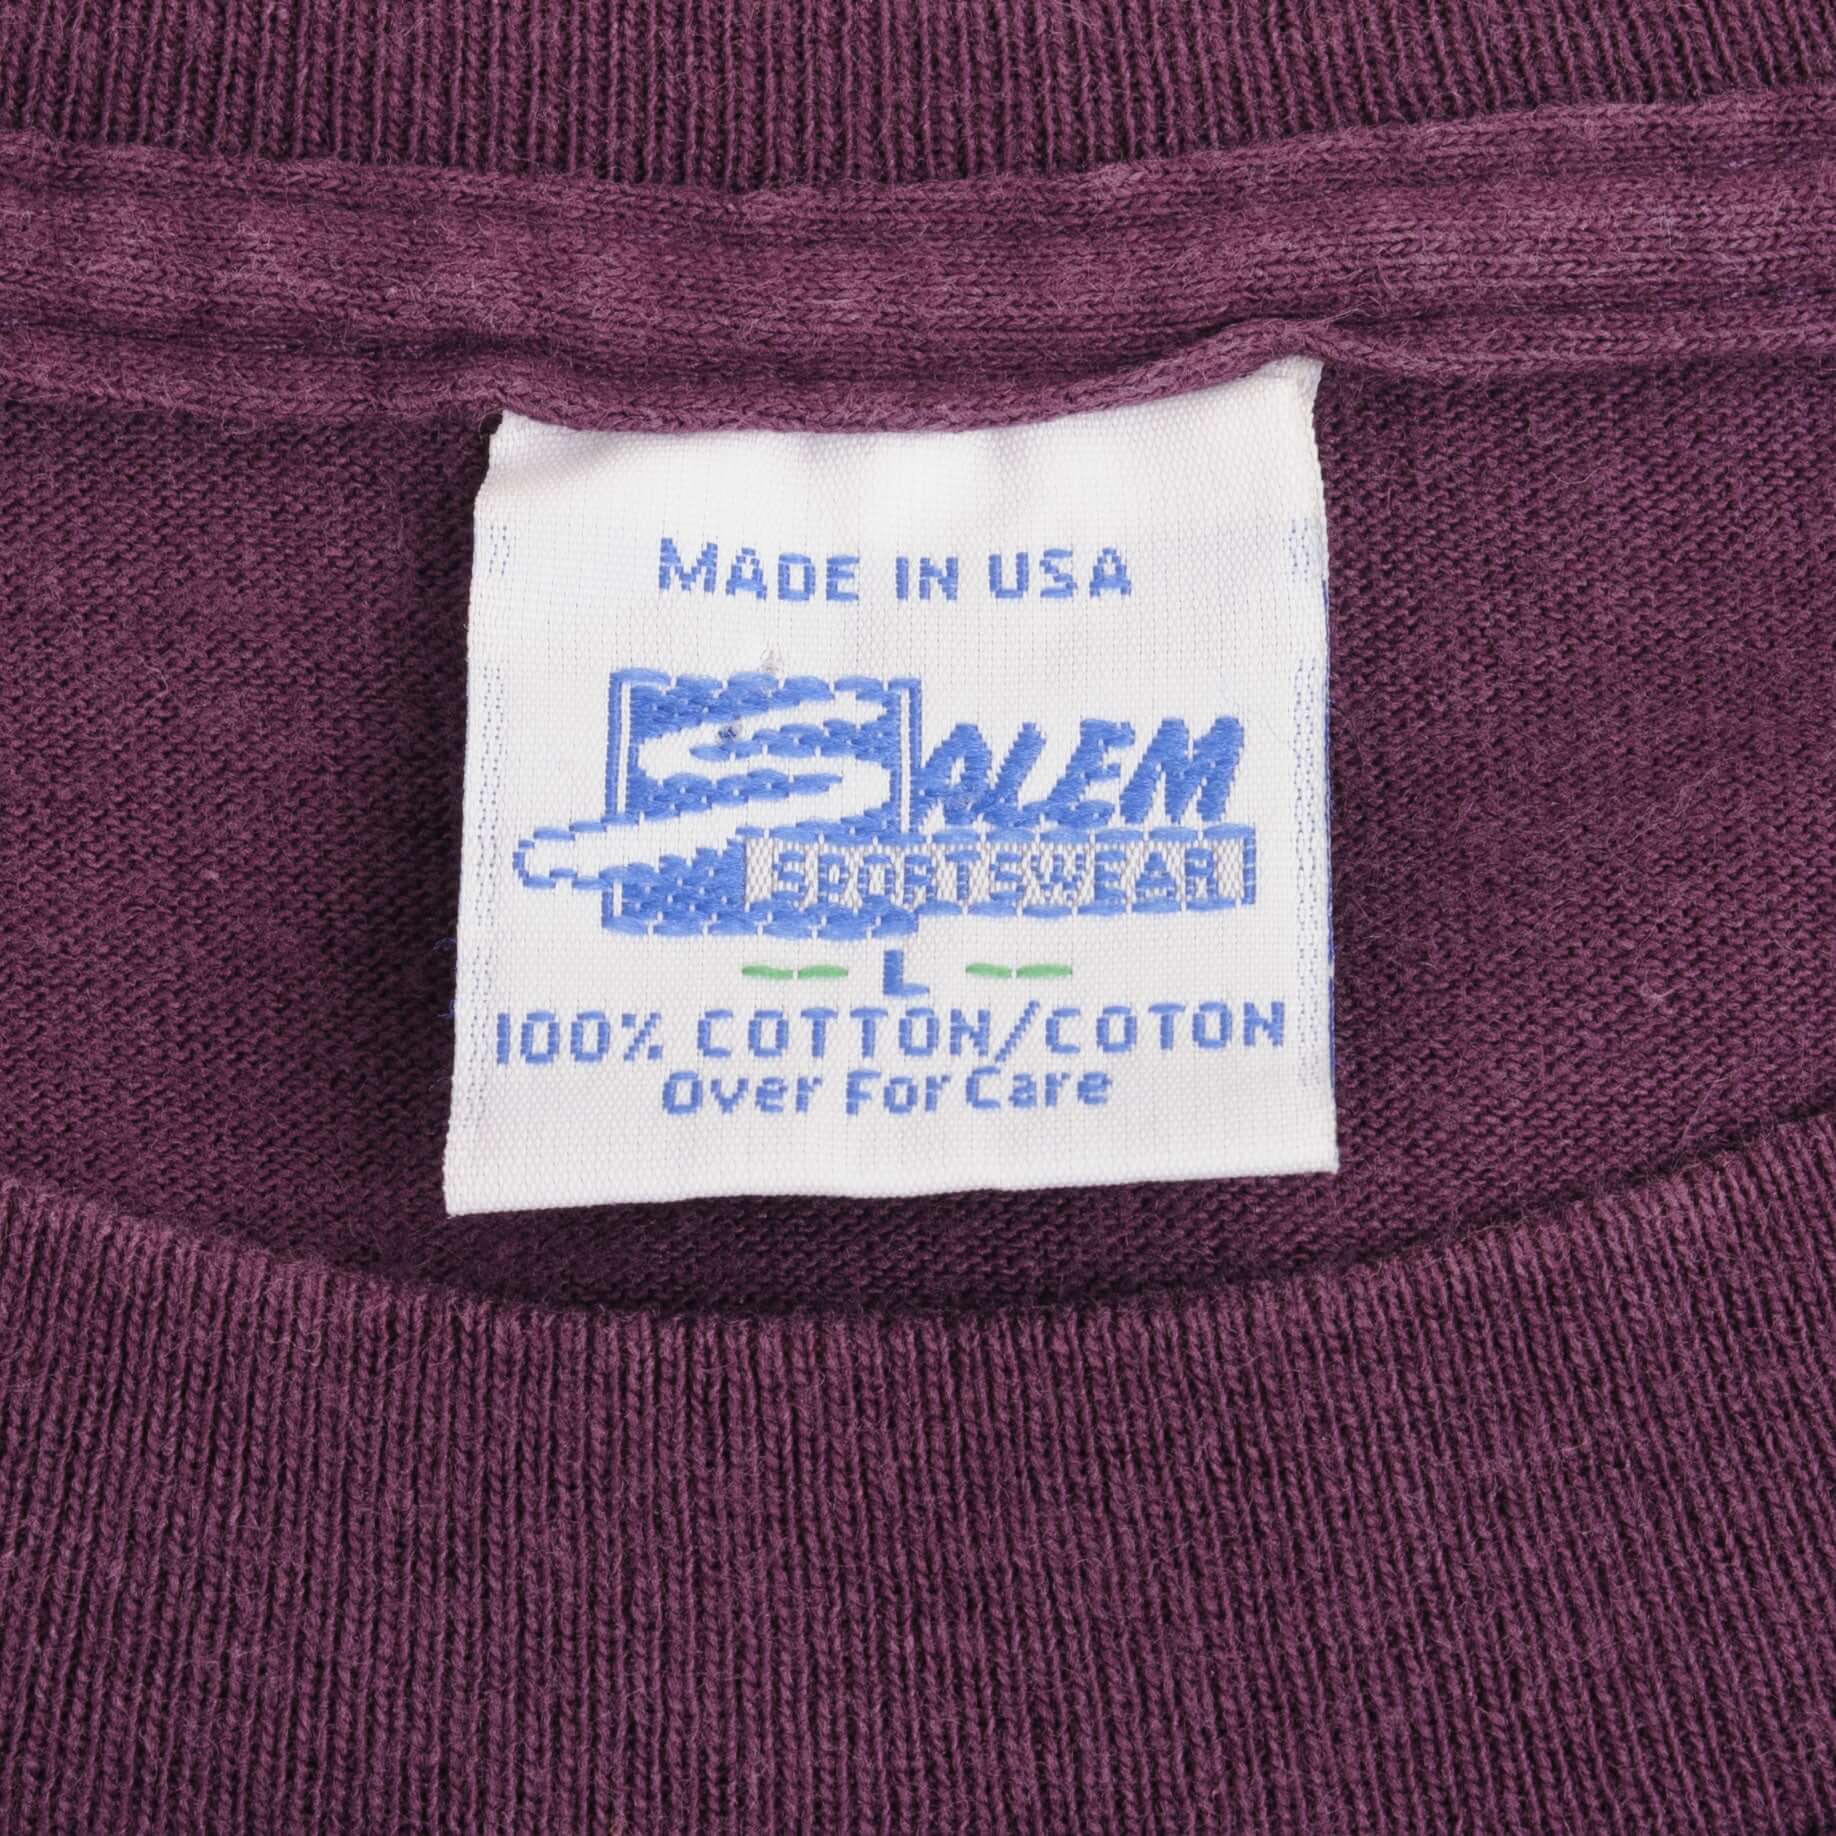 MADE IN USA
SALEM
SPORTSWEAR
L
100% COTTON/COTON
Over For Care